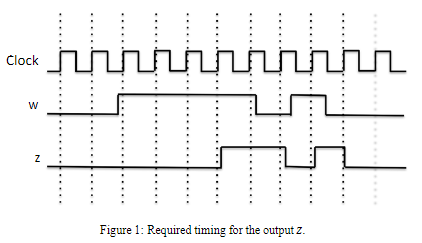 Clock
w
z
Figure 1: Required timing for the output z.